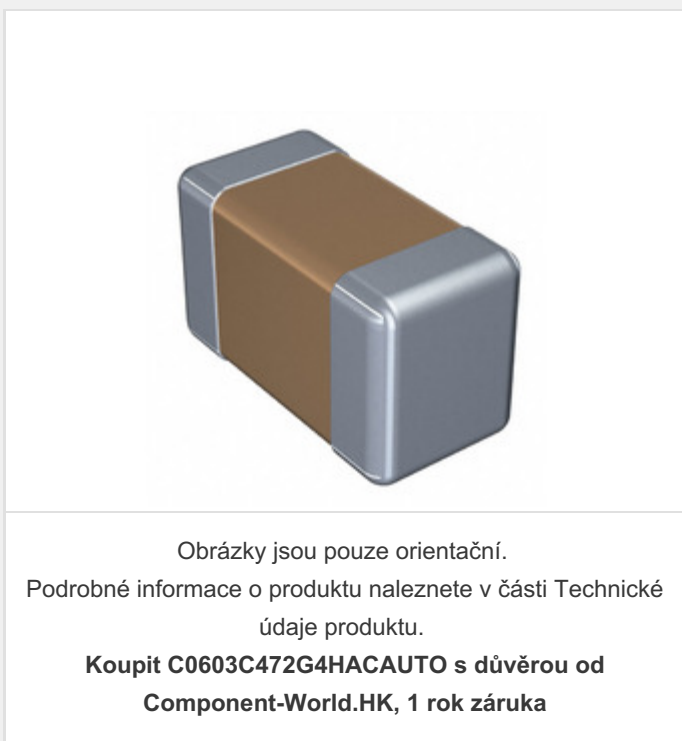 Obrázky jsou pouze orientační.
Podrobné informace o produktu naleznete v části Technické
údaje produktu.
Koupit C0603C472G4HACAUTO s důvěrou od
Component-World.HK, 1 rok záruka